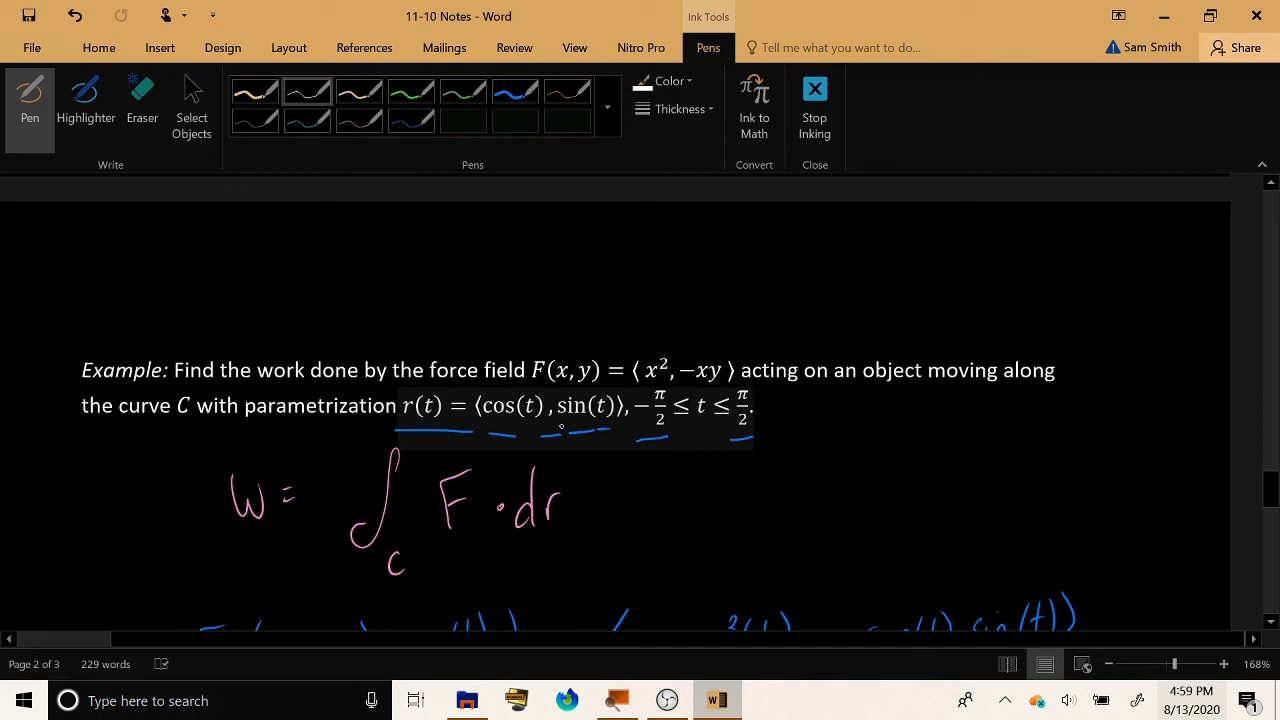 11-10 Notes - Word
Ink Tools
File Home Insert Design Layout References Mailings Review View Nitro Pro Pens Tell me what you want to do... Sam Smith Share
Pen Highlighter Eraser Select Objects
Color
Thickness
Ink to Math
Stop Inking
Write Pens Convert Close
Example: Find the work done by the force field F(x, y) = ⟨ x², −xy ⟩ acting on an object moving along
the curve C with parametrization r(t) = ⟨cos(t) , sin(t)⟩, −π/2 ≤ t ≤ π/2.
W = ∫_C F · dr
sin(t))
Page 2 of 3 229 words 168%
Type here to search
4:59 PM
8/13/2020
1